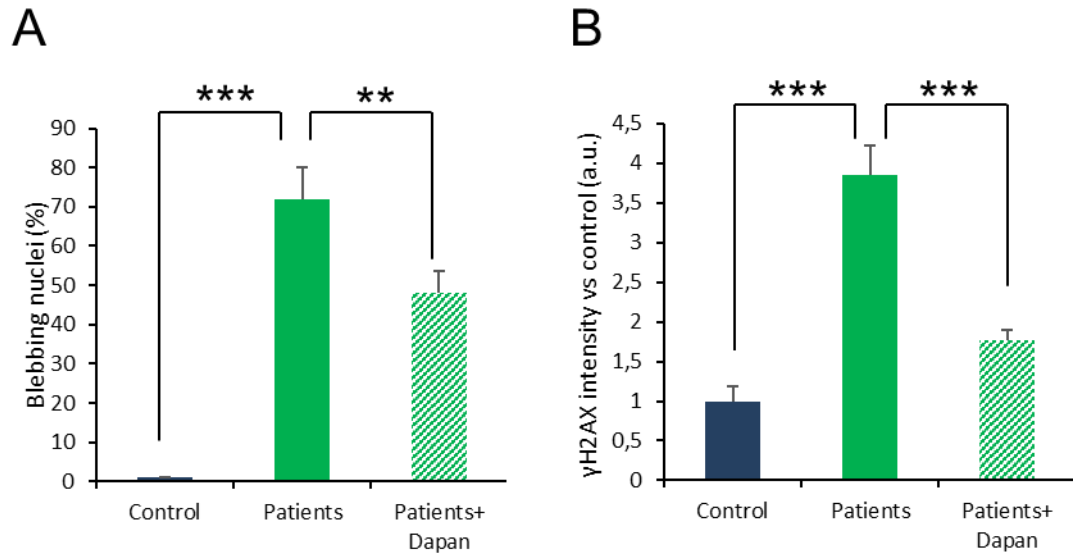 A
*** **
Blebbing nuclei (%)
90
80
70
60
50
40
30
20
10
0
Control Patients Patients+
Dapan
B
*** ***
γH2AX intensity vs control (a.u.)
4,5
4
3,5
3
2,5
2
1,5
1
0,5
0
Control Patients Patients+
Dapan